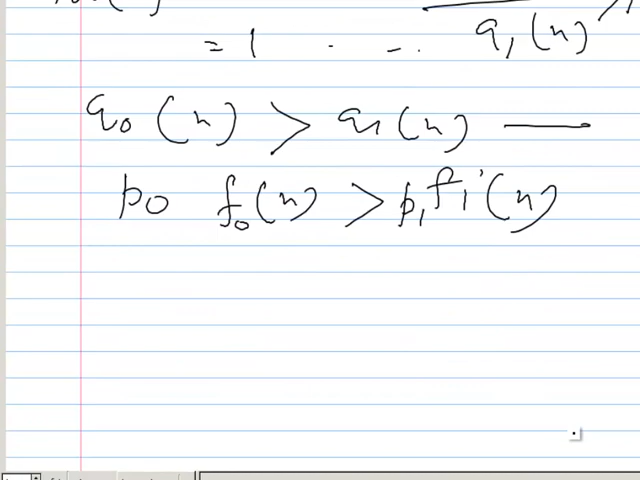 = 1 . - . q₁(x)
q₀(x) > q₁(x) —
p₀ f₀(x) > p₁ f₁(x)